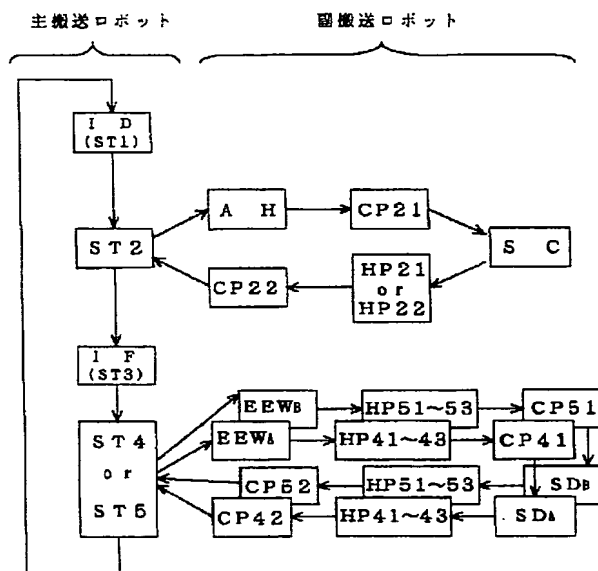 主搬送ロボット
副搬送ロボット
I D
(ST1)
ST2
A H
CP21
S C
HP21
or
HP22
CP22
I F
(ST3)
ST4
or
ST5
EEWB
HP51~53
CP51
EEWA
HP41~43
CP41
CP52
HP51~53
SDB
CP42
HP41~43
SDA